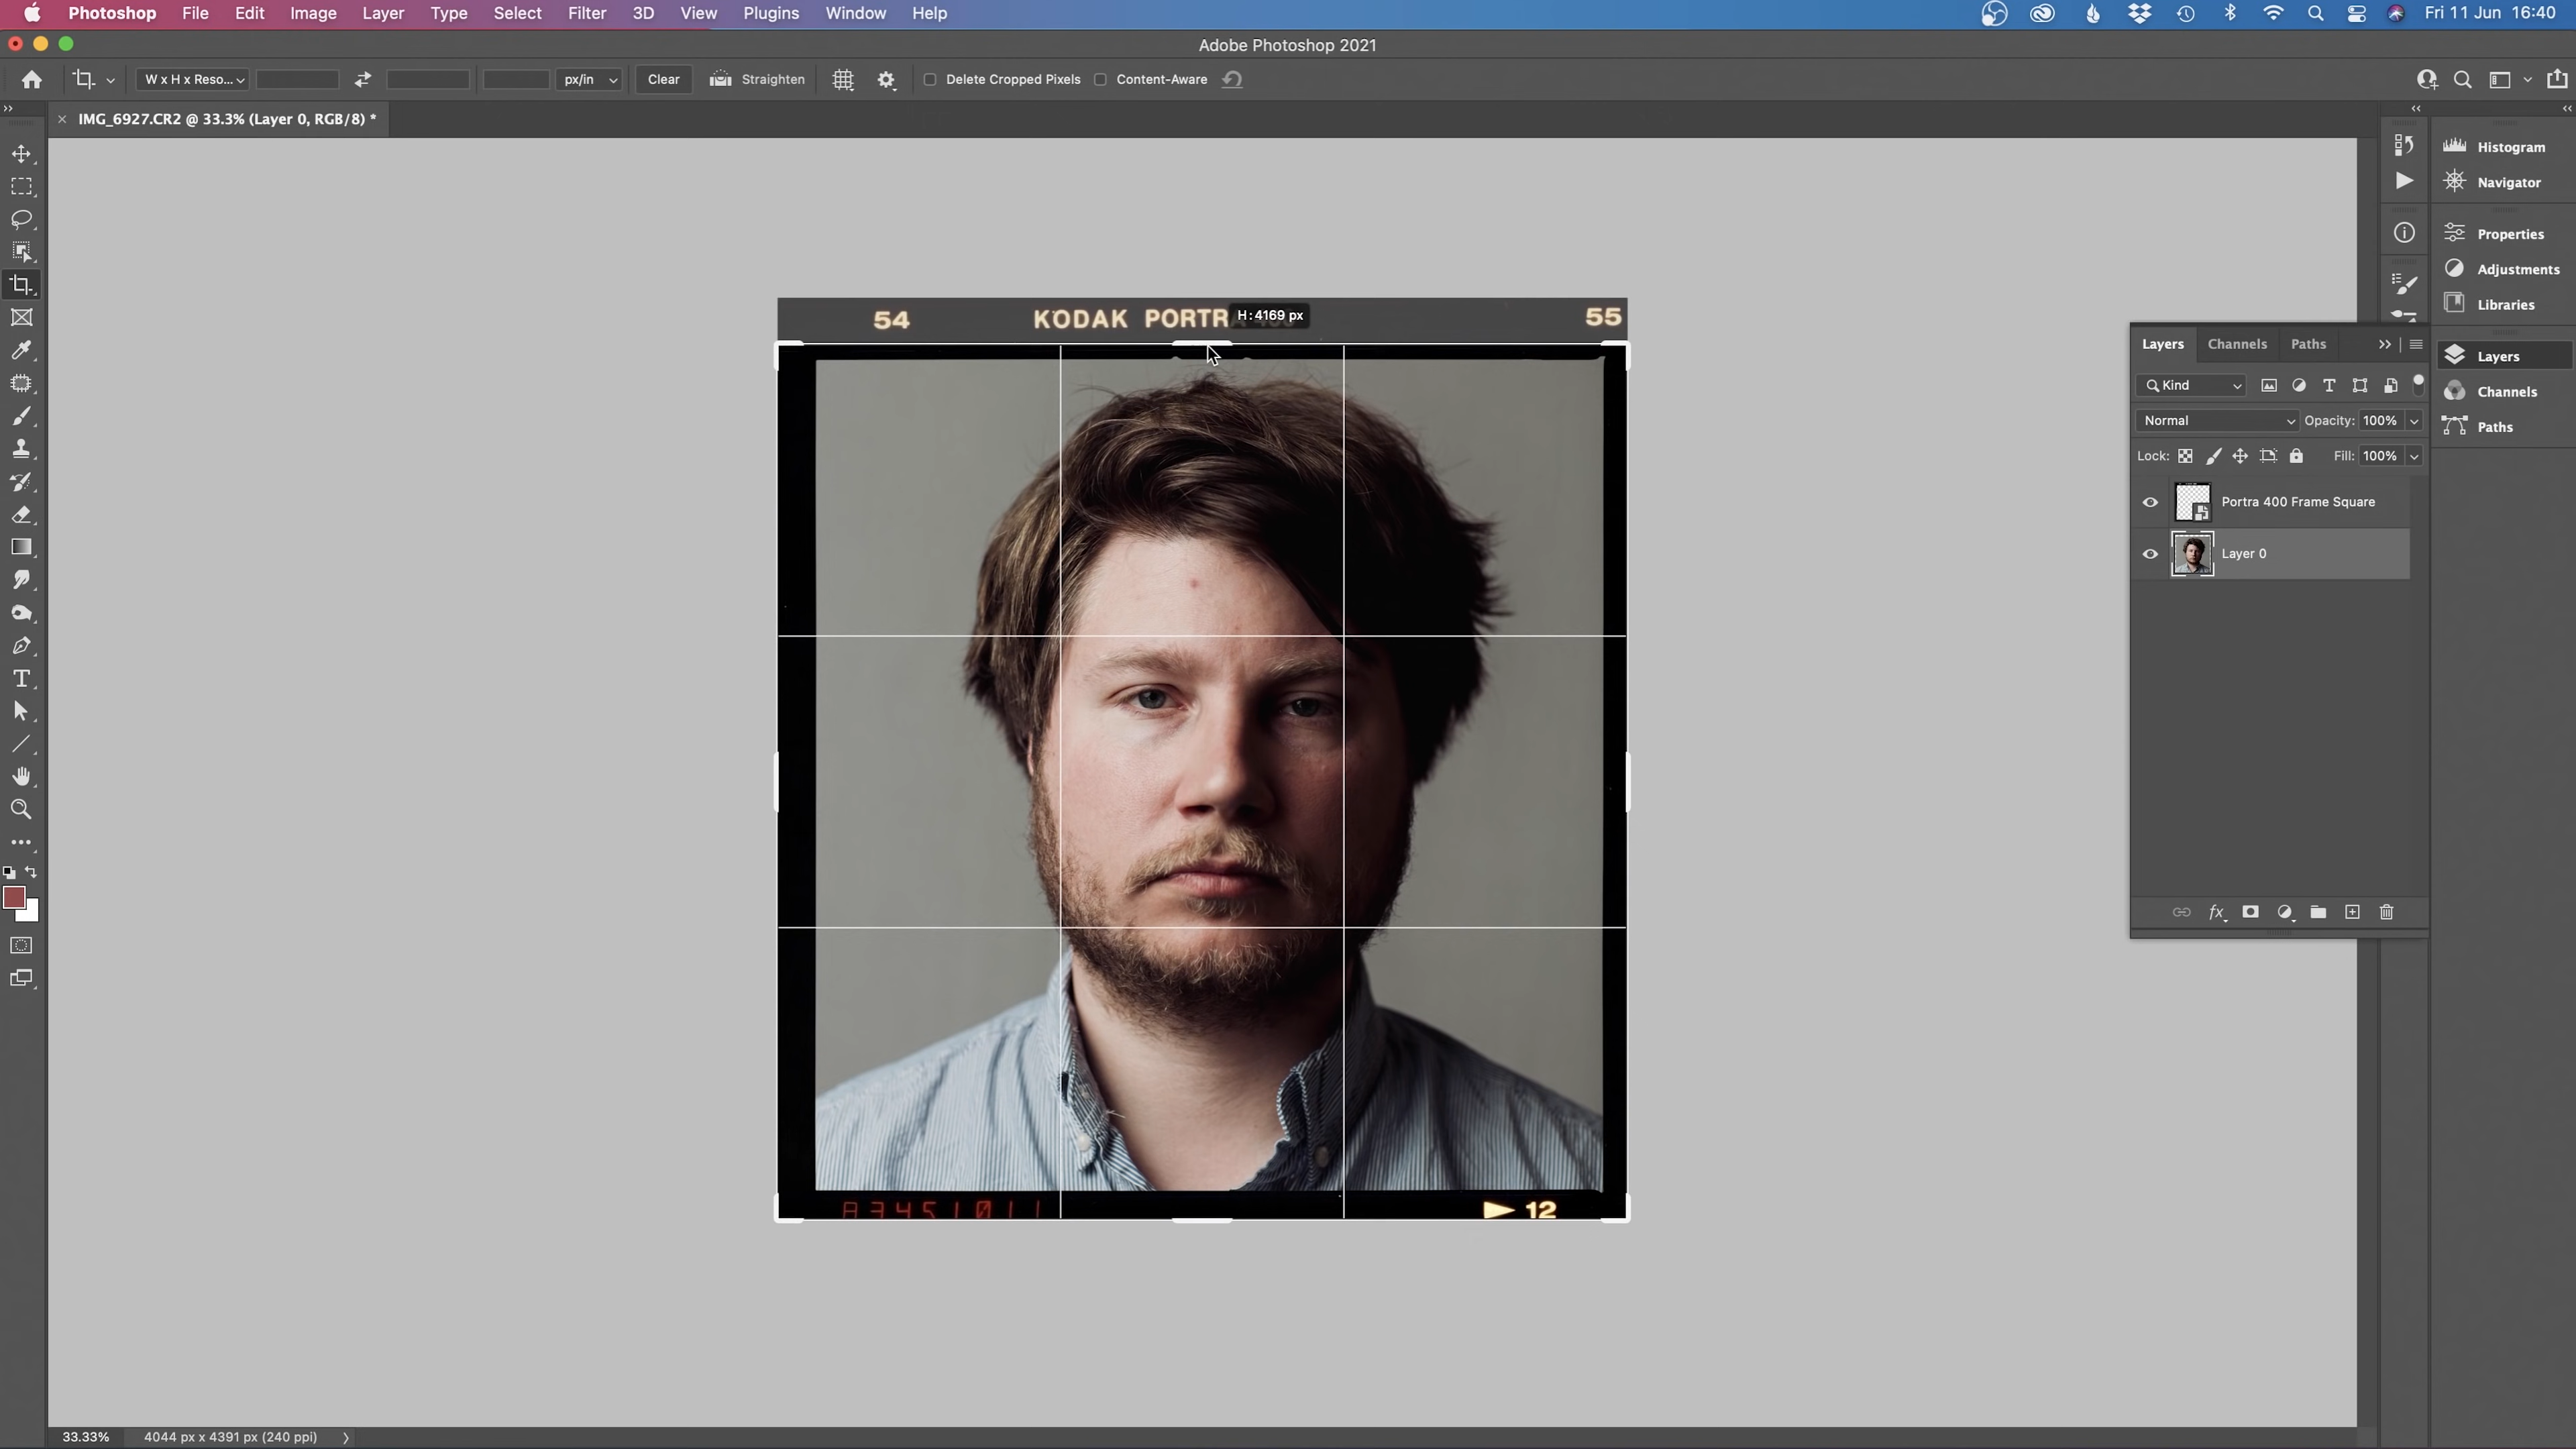 Photoshop File Edit Image Layer Type Select Filter 3D View Plugins Window Help Fri 11 Jun 16:40
Adobe Photoshop 2021
W x H x Reso... px/in Clear Straighten Delete Cropped Pixels Content-Aware
IMG_6927.CR2 @ 33.3% (Layer 0, RGB/8) *
Histogram
Navigator
Properties
Adjustments
Libraries
Layers
Channels
Paths
54 KODAK PORTRA 400 55
H: 4169 px
Layers Channels Paths
Kind
Normal Opacity: 100%
Lock: Fill: 100%
Portra 400 Frame Square
Layer 0
fx
12
33.33% 4044 px x 4391 px (240 ppi)